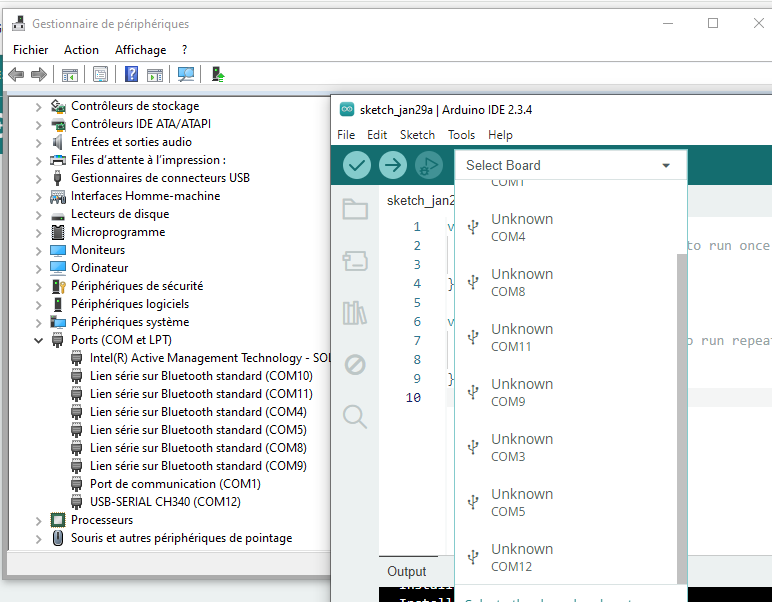 Gestionnaire de périphériques
Fichier Action Affichage ?
Contrôleurs de stockage
Contrôleurs IDE ATA/ATAPI
Entrées et sorties audio
Files d'attente à l'impression :
Gestionnaires de connecteurs USB
Interfaces Homme-machine
Lecteurs de disque
Microprogramme
Moniteurs
Ordinateur
Périphériques de sécurité
Périphériques logiciels
Périphériques système
Ports (COM et LPT)
Intel(R) Active Management Technology - SOL
Lien série sur Bluetooth standard (COM10)
Lien série sur Bluetooth standard (COM11)
Lien série sur Bluetooth standard (COM4)
Lien série sur Bluetooth standard (COM5)
Lien série sur Bluetooth standard (COM8)
Lien série sur Bluetooth standard (COM9)
Port de communication (COM1)
USB-SERIAL CH340 (COM12)
Processeurs
Souris et autres périphériques de pointage
sketch_jan29a | Arduino IDE 2.3.4
File Edit Sketch Tools Help
Select Board
COM1
sketch_jan2
Unknown
COM4
Unknown
COM8
Unknown
COM11
Unknown
COM9
Unknown
COM3
Unknown
COM5
Unknown
COM12
1 v
2 to run once
3
4 }
5
6 v
7 o run repea
8
9 }
10
Output